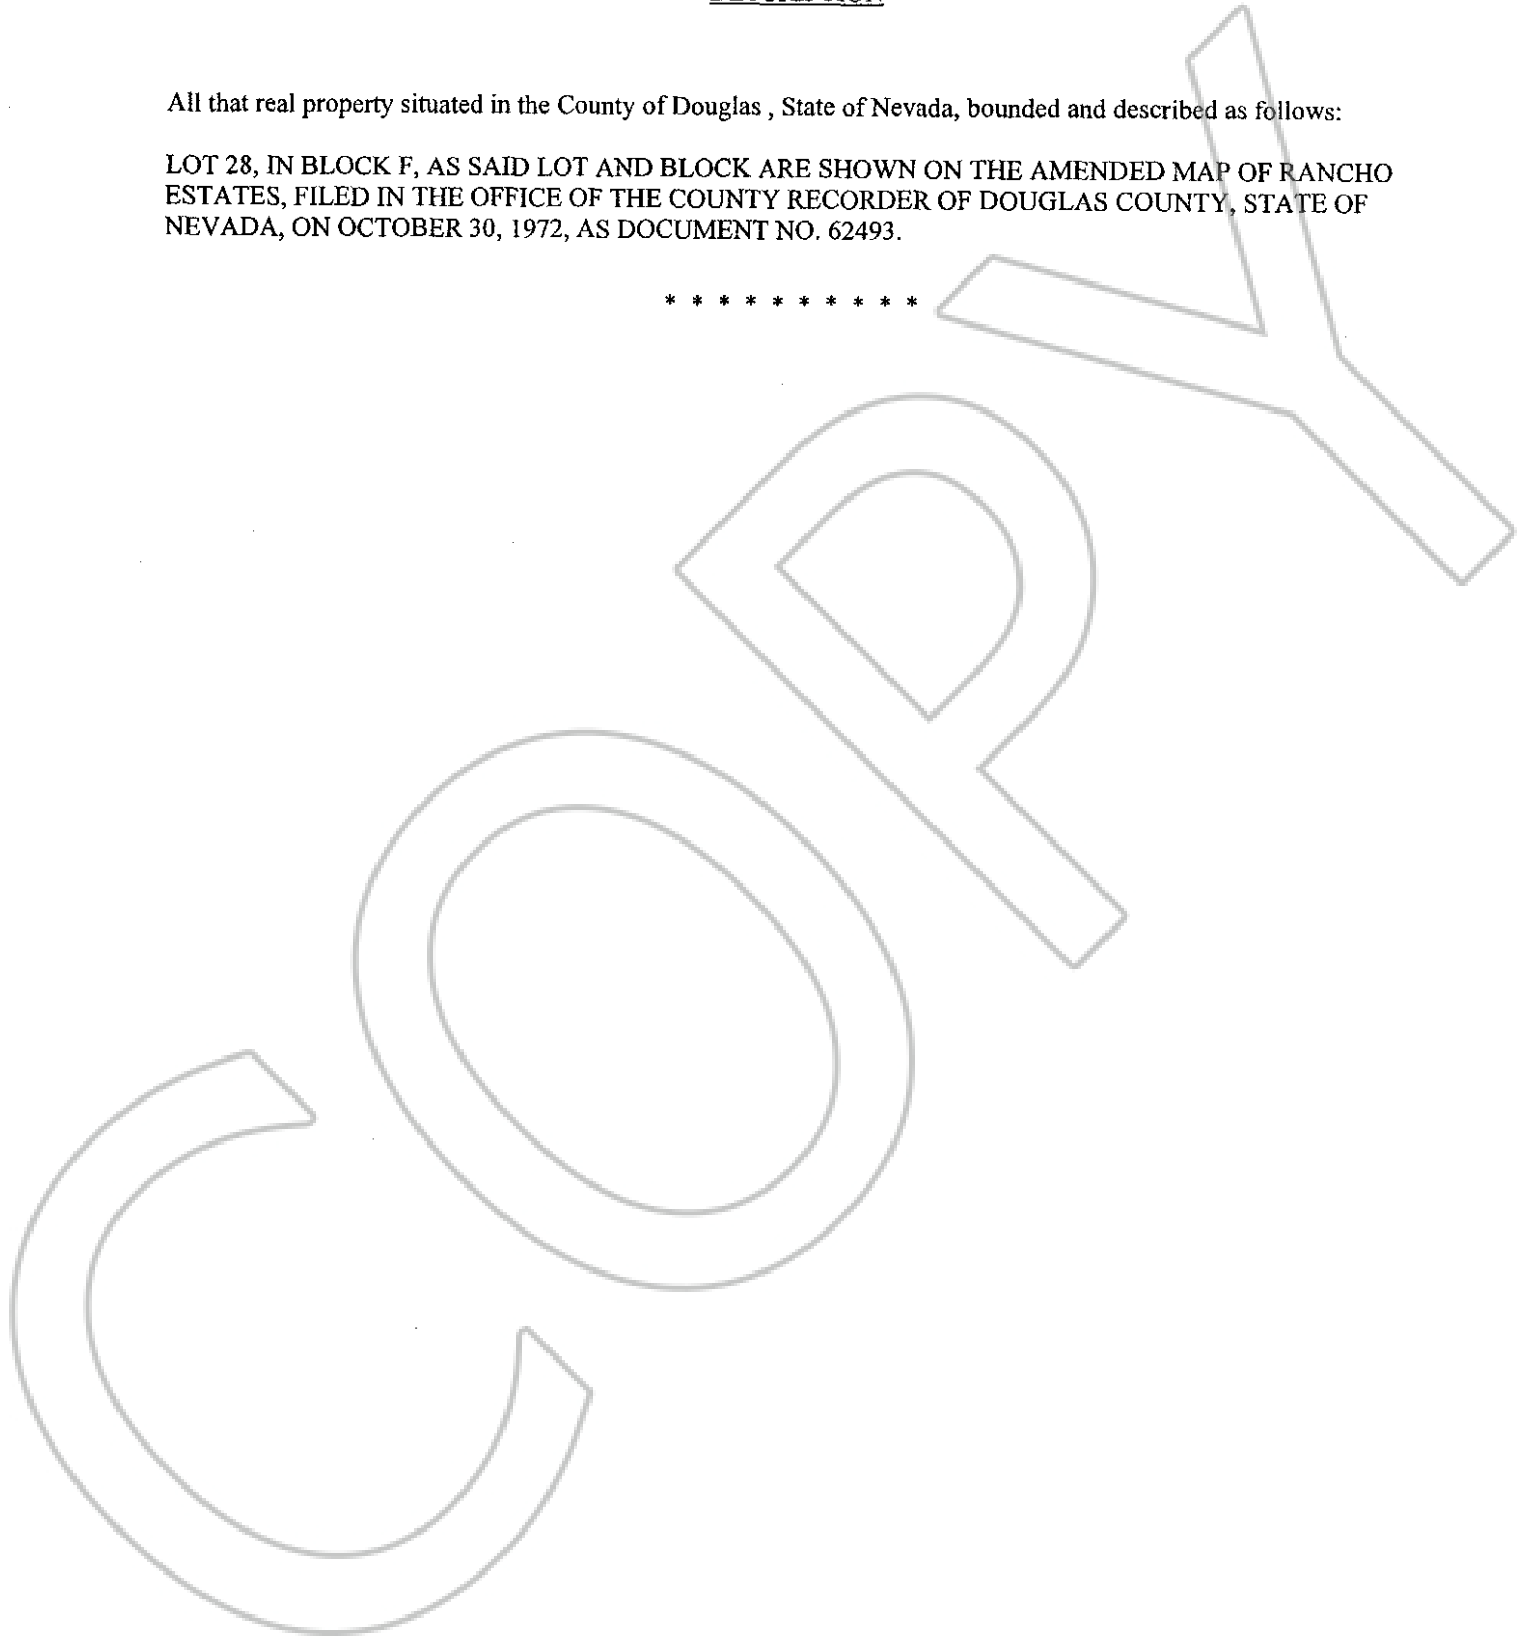 All that real property situated in the County of Douglas , State of Nevada, bounded and described as follows:
LOT 28, IN BLOCK F, AS SAID LOT AND BLOCK ARE SHOWN ON THE AMENDED MAP OF RANCHO
ESTATES, FILED IN THE OFFICE OF THE COUNTY RECORDER OF DOUGLAS COUNTY, STATE OF
NEVADA, ON OCTOBER 30, 1972, AS DOCUMENT NO. 62493.
* * * * * * * * * *
COPY